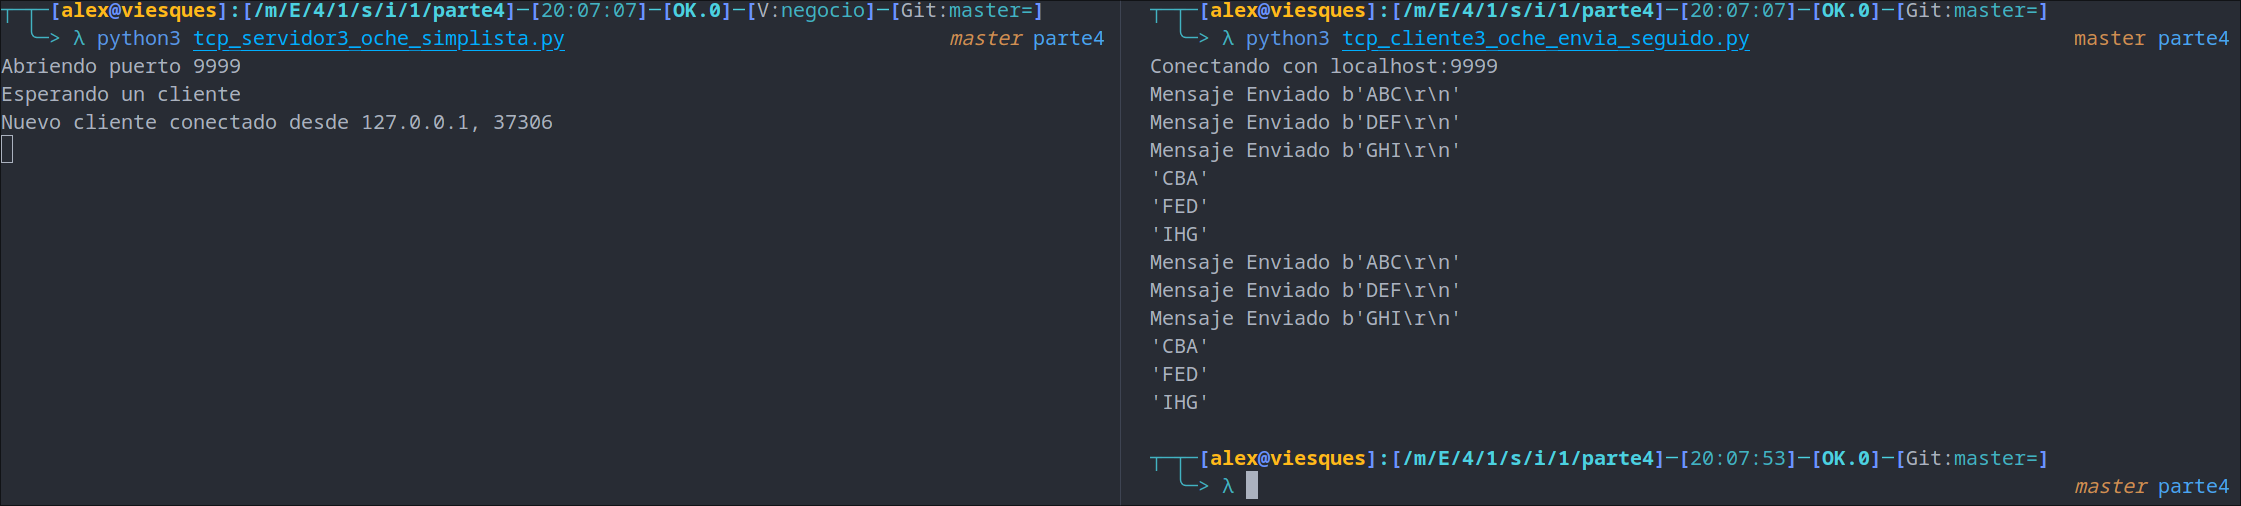 [alex@viesques]:[/m/E/4/1/s/i/1/parte4]─[20:07:07]─[OK.0]─[V:negocio]─[Git:master=]
λ python3 tcp_servidor3_oche_simplista.py master parte4
Abriendo puerto 9999
Esperando un cliente
Nuevo cliente conectado desde 127.0.0.1, 37306
[alex@viesques]:[/m/E/4/1/s/i/1/parte4]─[20:07:07]─[OK.0]─[Git:master=]
λ python3 tcp_cliente3_oche_envia_seguido.py master parte4
Conectando con localhost:9999
Mensaje Enviado b'ABC\r\n'
Mensaje Enviado b'DEF\r\n'
Mensaje Enviado b'GHI\r\n'
'CBA'
'FED'
'IHG'
Mensaje Enviado b'ABC\r\n'
Mensaje Enviado b'DEF\r\n'
Mensaje Enviado b'GHI\r\n'
'CBA'
'FED'
'IHG'
[alex@viesques]:[/m/E/4/1/s/i/1/parte4]─[20:07:53]─[OK.0]─[Git:master=]
λ master parte4